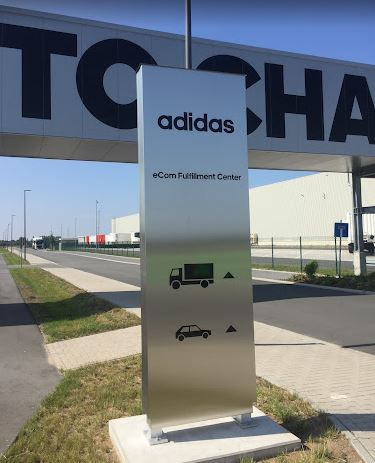 TO CHA
adidas
eCom Fulfillment Center